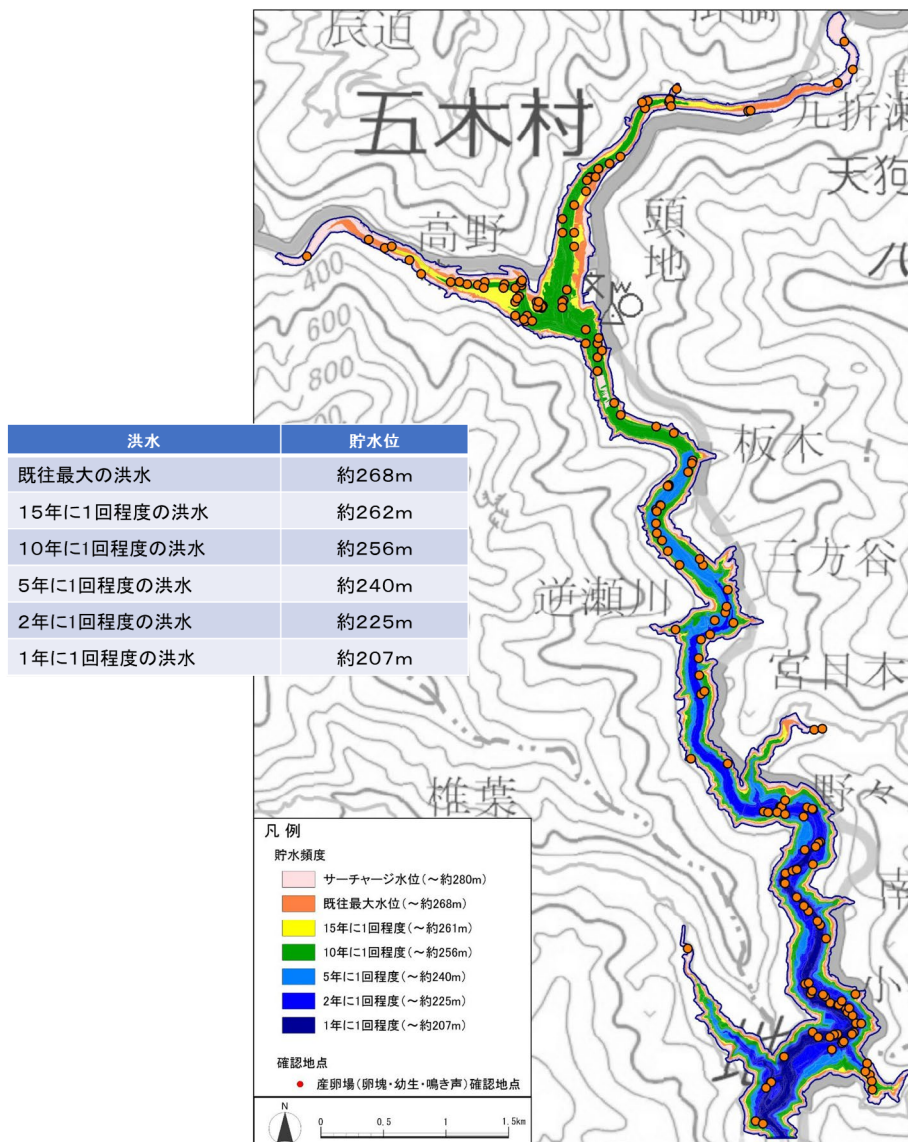 辰迫
五木村
元折瀬
天狗
高野
頭地
400
600
800
板木
三方谷
逆瀬川
宮目木
椎葉
野々
南
小
洪水 貯水位
既往最大の洪水 約268m
15年に1回程度の洪水 約262m
10年に1回程度の洪水 約256m
5年に1回程度の洪水 約240m
2年に1回程度の洪水 約225m
1年に1回程度の洪水 約207m
凡 例
貯水頻度
サーチャージ水位(~約280m)
既往最大水位(~約268m)
15年に1回程度(~約261m)
10年に1回程度(~約256m)
5年に1回程度(~約240m)
2年に1回程度(~約225m)
1年に1回程度(~約207m)
確認地点
産卵場(卵塊・幼生・鳴き声)確認地点
N
0 0.5 1 1.5km